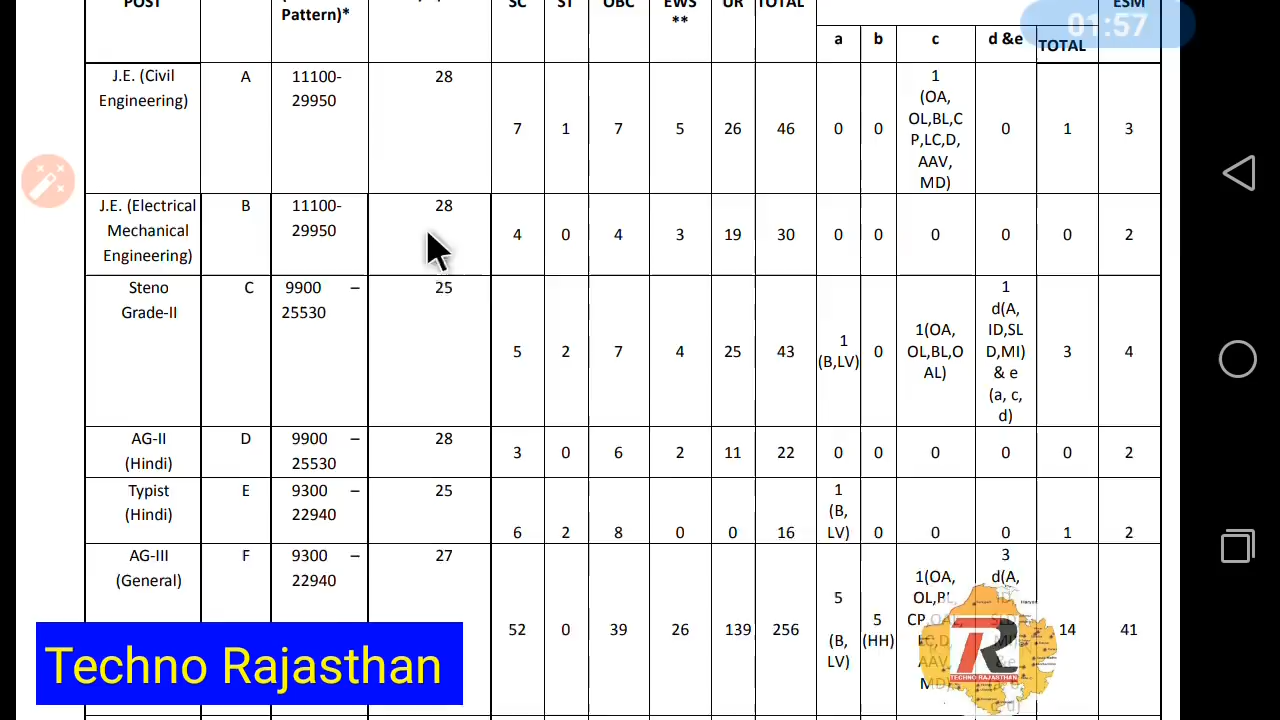 POST
Pattern)*
SC ST OBC EWS UR TOTAL
**
ESM
01:57
a b c d &e TOTAL
J.E. (Civil
Engineering)
A
11100-
29950
28
7 1 7 5 26 46 0 0
1
(OA,
OL,BL,C
P,LC,D,
AAV,
MD)
0 1 3
J.E. (Electrical
Mechanical
Engineering)
B
11100-
29950
28
4 0 4 3 19 30 0 0 0 0 0 2
Steno
Grade-II
C
9900 –
25530
25
5 2 7 4 25 43
1
(B,LV)
0
1(OA,
OL,BL,O
AL)
1
d(A,
ID,SL
D,MI)
& e
(a, c,
d)
3 4
AG-II
(Hindi)
D
9900 –
25530
28
3 0 6 2 11 22 0 0 0 0 0 2
Typist
(Hindi)
E
9300 –
22940
25
6 2 8 0 0 16
1
(B,
LV)
0 0 0 1 2
AG-III
(General)
F
9300 –
22940
27
52 0 39 26 139 256
5
(B,
LV)
5
(HH)
1(OA,
OL,BL,
3
d(A,
14 41
Techno Rajasthan
TR
TECHNO RAJASTHAN